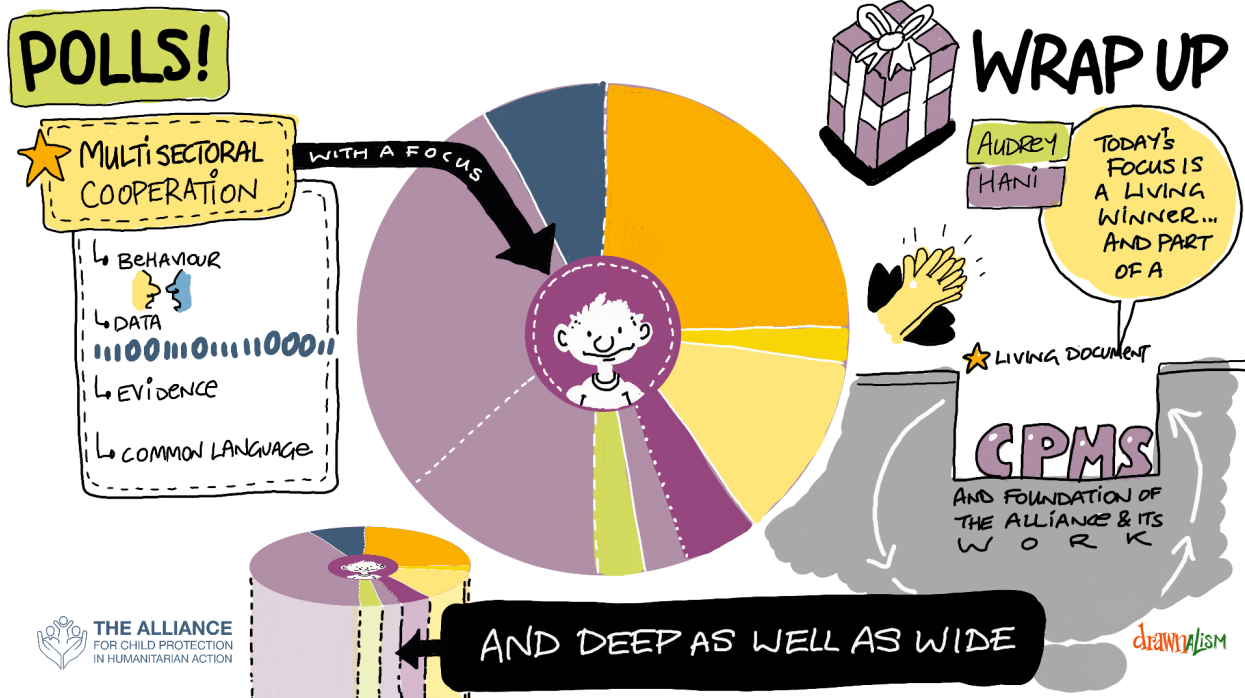 POLLS!
MULTISECTORAL
COOPERATION
WITH A FOCUS
BEHAVIOUR
DATA
EVIDENCE
COMMON LANGUAGE
WRAP UP
AUDREY
HANI
TODAY'S
FOCUS IS
A LIVING
WINNER...
AND PART
OF A
LIVING DOCUMENT
CPMS
AND FOUNDATION OF
THE ALLIANCE & ITS
WORK
AND DEEP AS WELL AS WIDE
THE ALLIANCE
FOR CHILD PROTECTION
IN HUMANITARIAN ACTION
drawnALISM